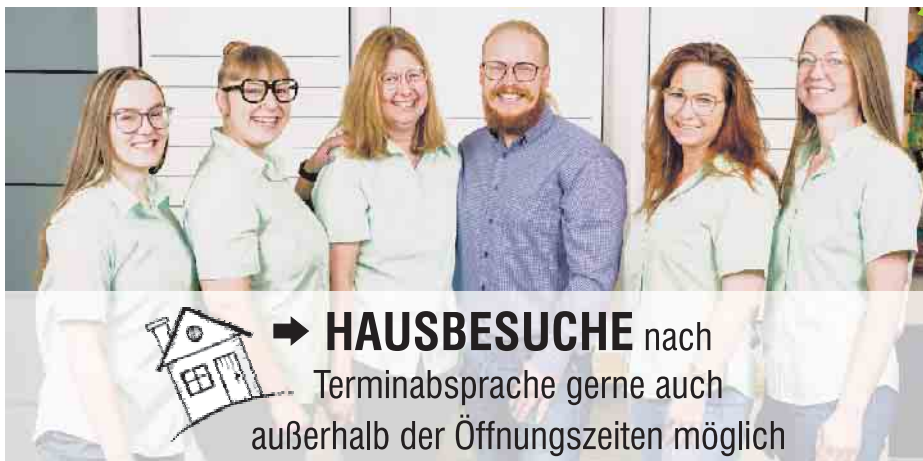 ➡ HAUSBESUCHE nach
Terminabsprache gerne auch
außerhalb der Öffnungszeiten möglich